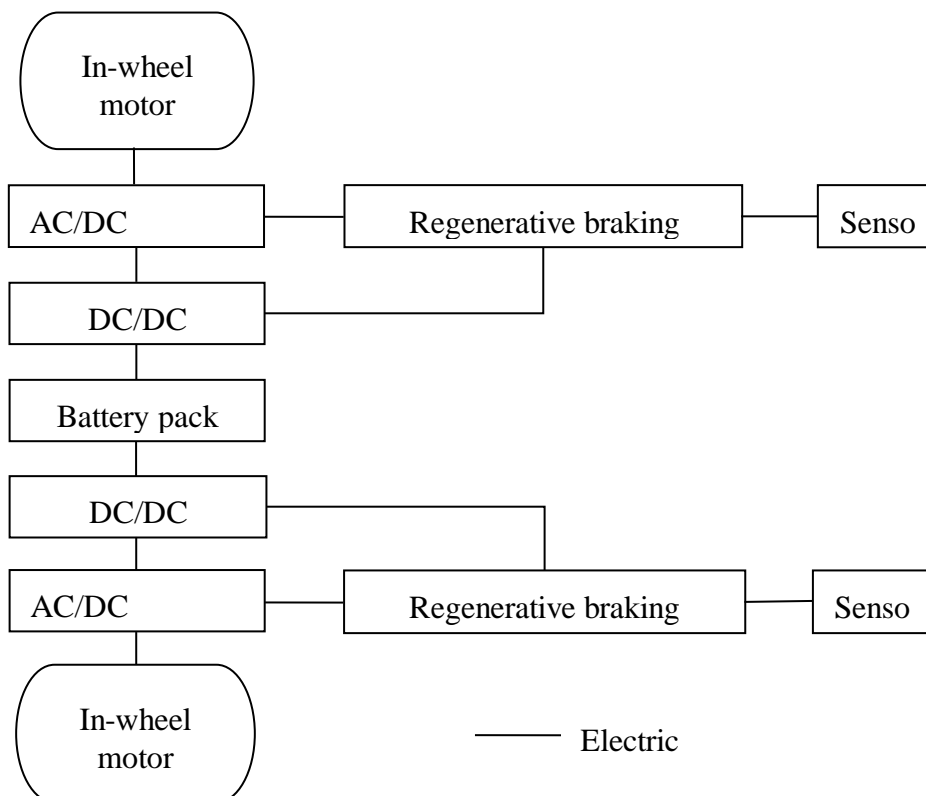 In-wheel
motor
AC/DC
Regenerative braking
Senso
DC/DC
Battery pack
DC/DC
AC/DC
Regenerative braking
Senso
In-wheel
motor
Electric